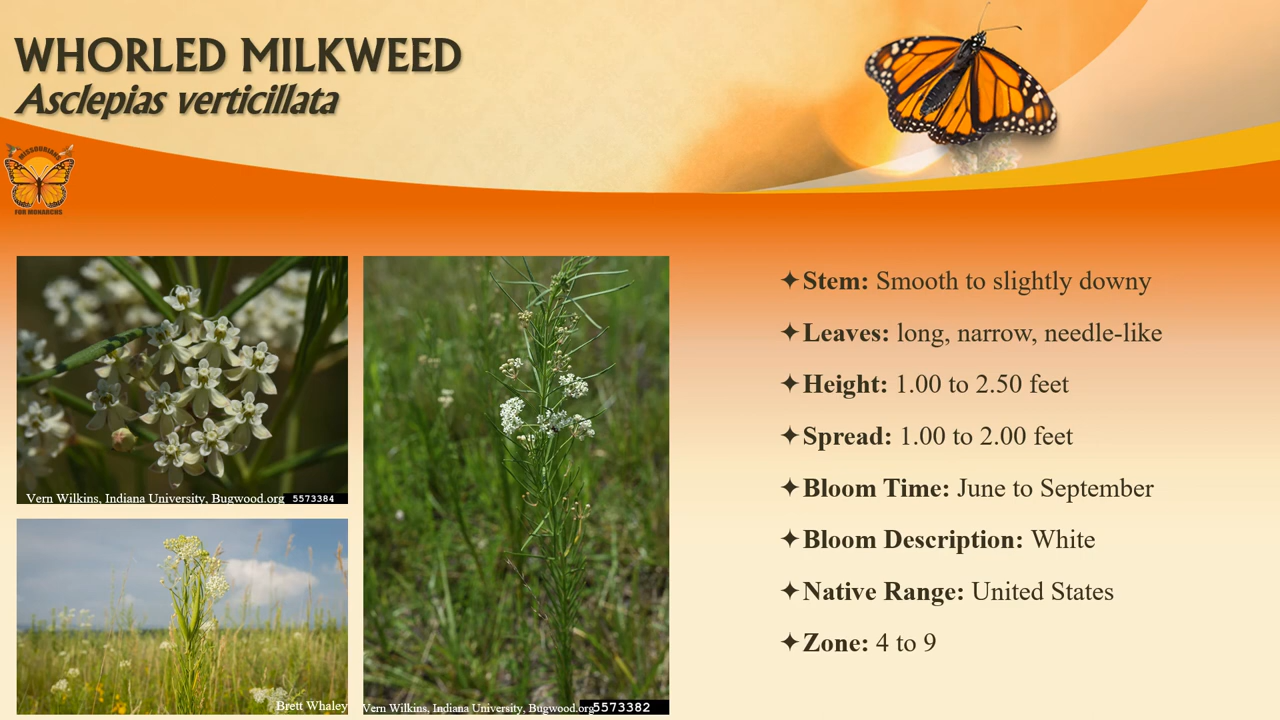 WHORLED MILKWEED
Asclepias verticillata
MISSOURIANS
FOR MONARCHS
Vern Wilkins, Indiana University, Bugwood.org 5573384
Brett Whaley
Vern Wilkins, Indiana University, Bugwood.org 5573382
✦Stem: Smooth to slightly downy
✦Leaves: long, narrow, needle-like
✦Height: 1.00 to 2.50 feet
✦Spread: 1.00 to 2.00 feet
✦Bloom Time: June to September
✦Bloom Description: White
✦Native Range: United States
✦Zone: 4 to 9